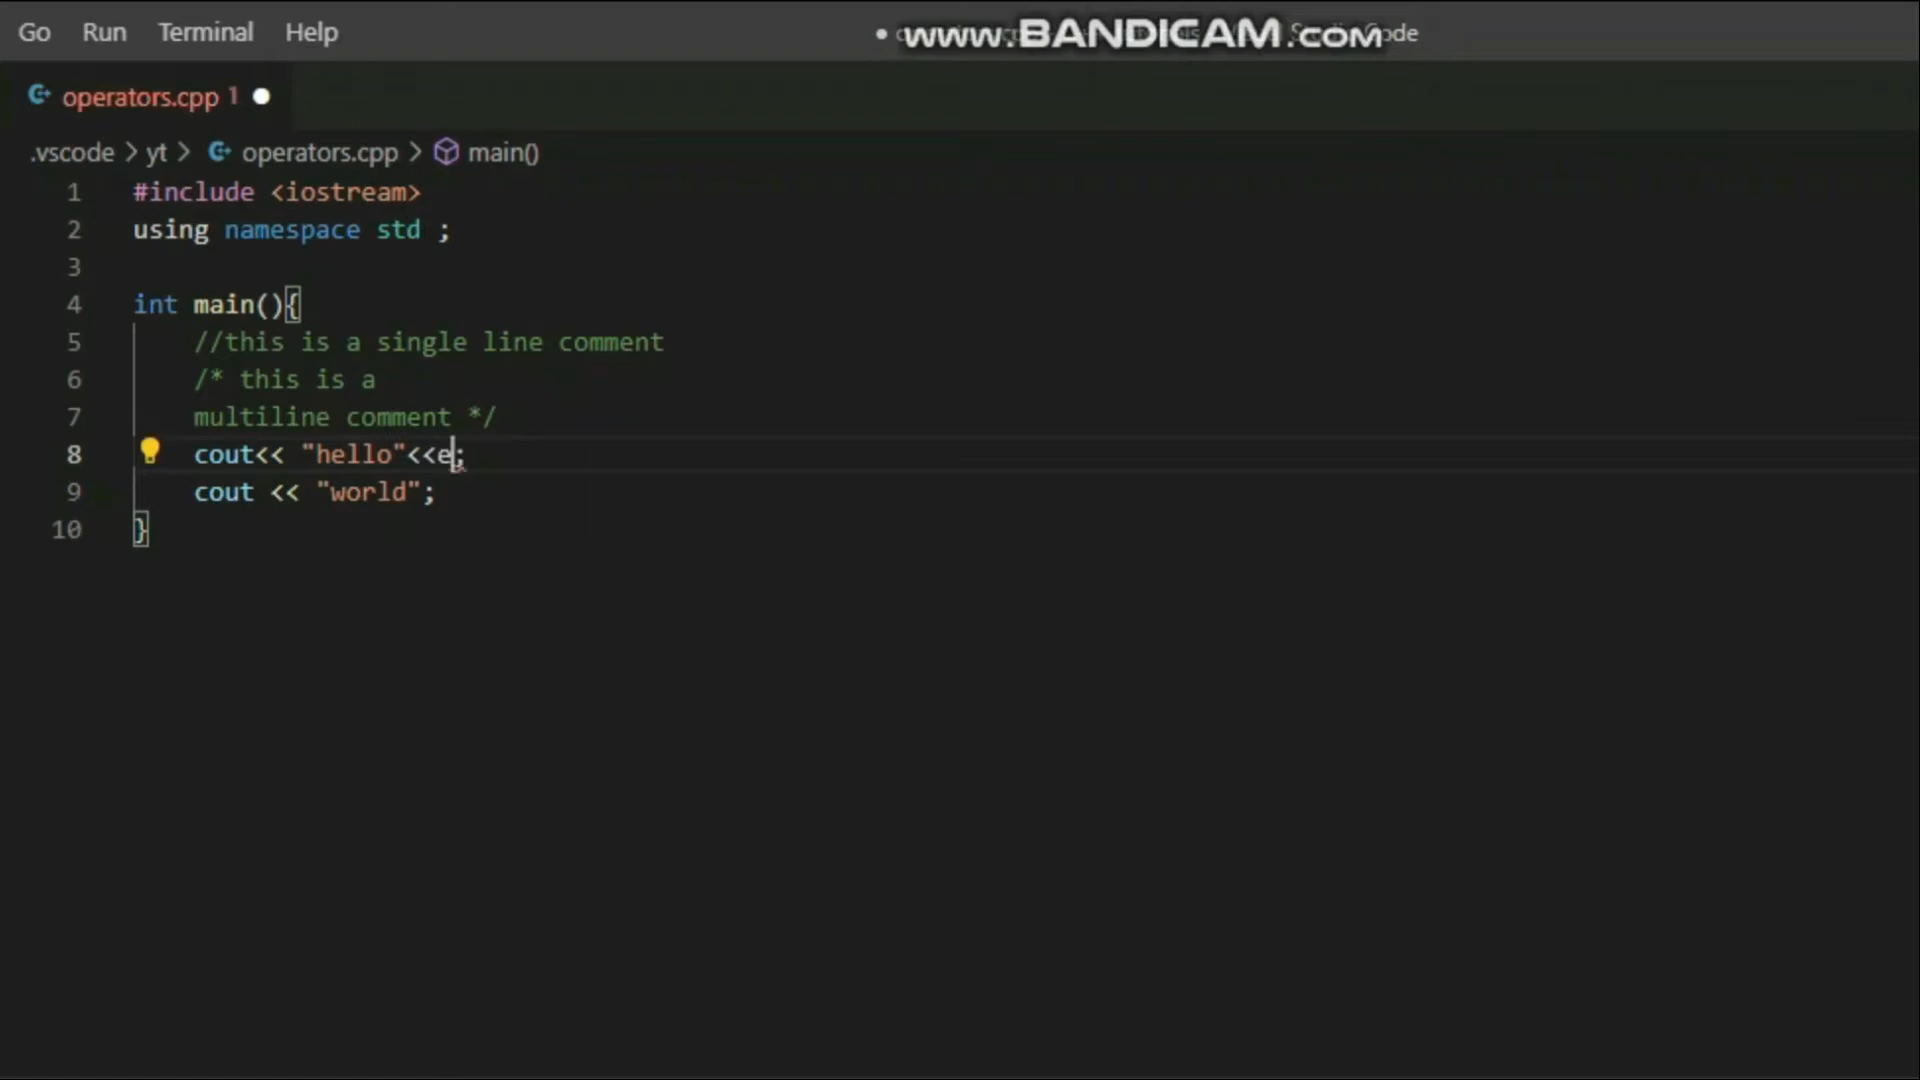 Go Run Terminal Help
www.BANDICAM.com Code
operators.cpp 1
.vscode > yt > operators.cpp > main()
1 #include <iostream>
2 using namespace std ;
3
4 int main(){
5 //this is a single line comment
6 /* this is a
7 multiline comment */
8 cout<< "hello"<<e;
9 cout << "world";
10 }